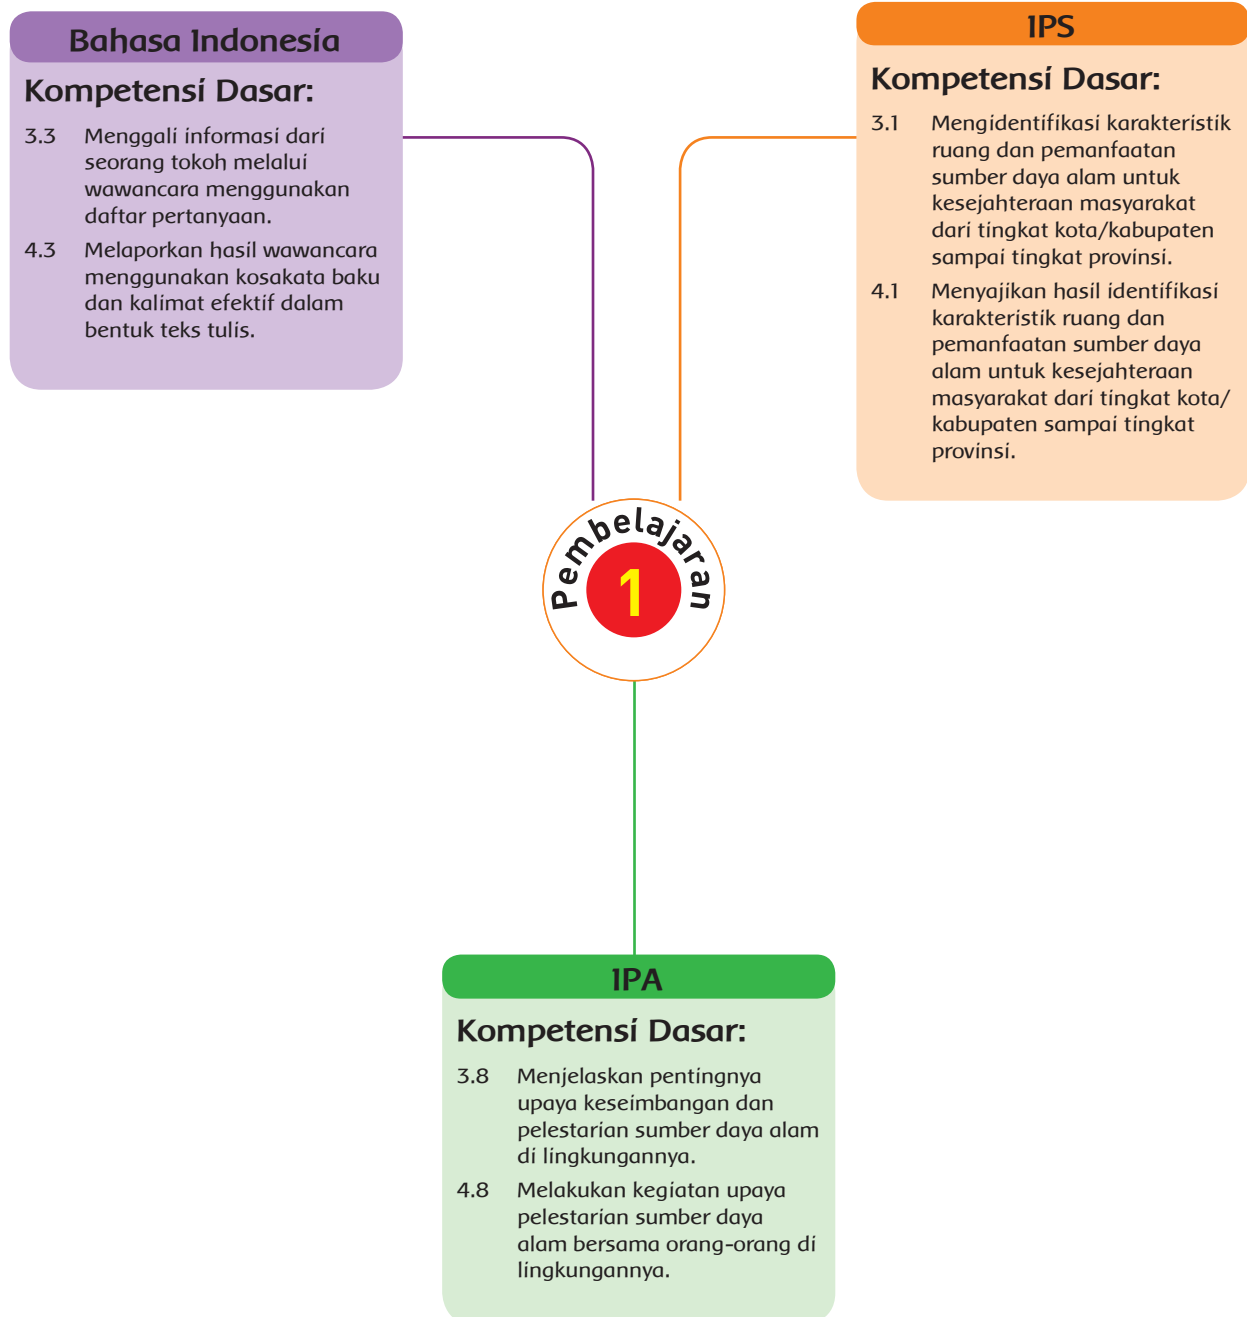 Bahasa Indonesia
Kompetensi Dasar:
3.3 Menggali informasi dari
seorang tokoh melalui
wawancara menggunakan
daftar pertanyaan.
4.3 Melaporkan hasil wawancara
menggunakan kosakata baku
dan kalimat efektif dalam
bentuk teks tulis.
IPS
Kompetensi Dasar:
3.1 Mengidentifikasi karakteristik
ruang dan pemanfaatan
sumber daya alam untuk
kesejahteraan masyarakat
dari tingkat kota/kabupaten
sampai tingkat provinsi.
4.1 Menyajikan hasil identifikasi
karakteristik ruang dan
pemanfaatan sumber daya
alam untuk kesejahteraan
masyarakat dari tingkat kota/
kabupaten sampai tingkat
provinsi.
Pembelajaran
1
IPA
Kompetensi Dasar:
3.8 Menjelaskan pentingnya
upaya keseimbangan dan
pelestarian sumber daya alam
di lingkungannya.
4.8 Melakukan kegiatan upaya
pelestarian sumber daya
alam bersama orang-orang di
lingkungannya.